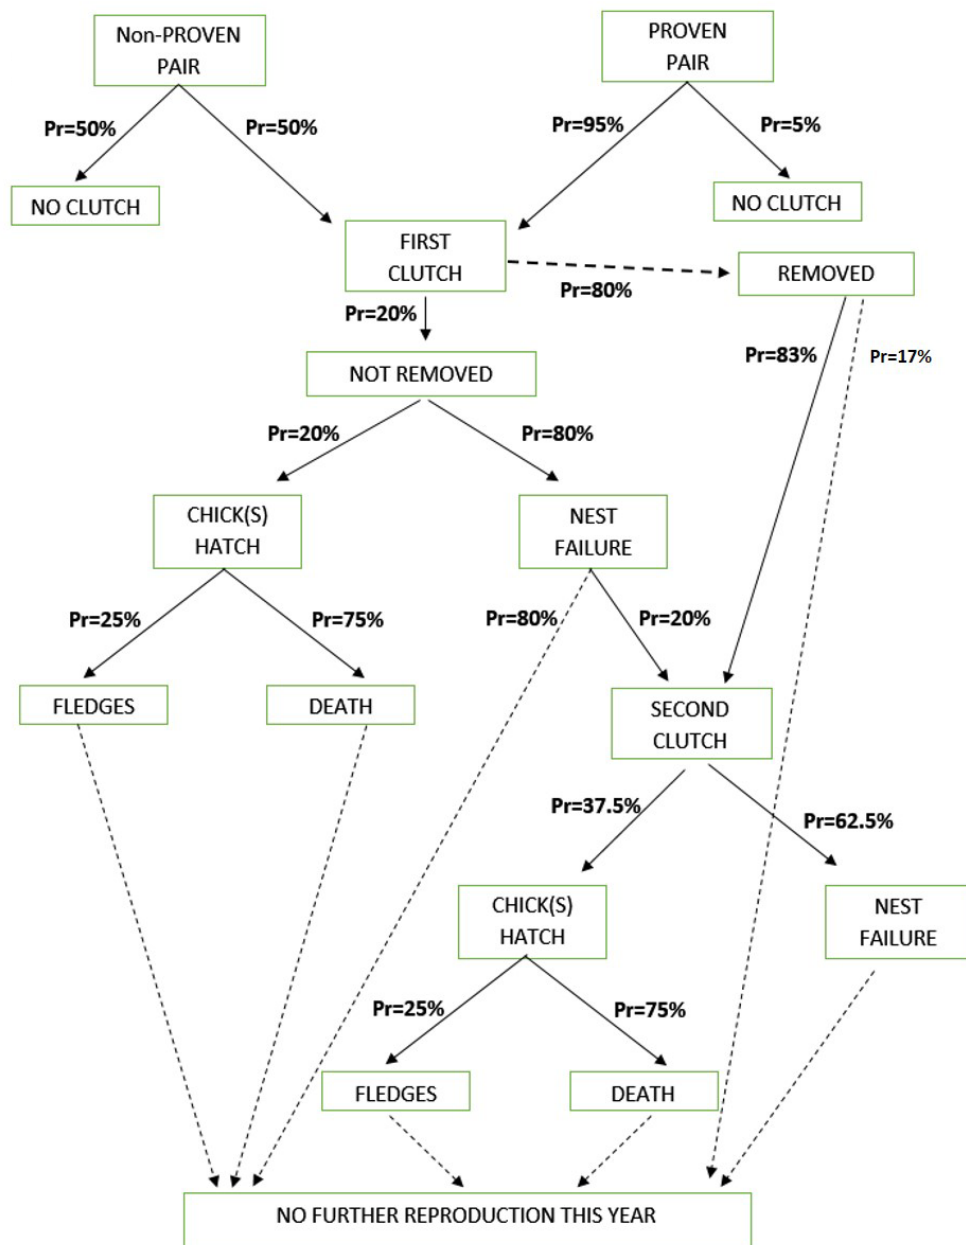 Non-PROVEN
PAIR
PROVEN
PAIR
Pr=50%
Pr=50%
Pr=95%
Pr=5%
NO CLUTCH
NO CLUTCH
FIRST
CLUTCH
REMOVED
Pr=80%
Pr=20%
Pr=83%
Pr=17%
NOT REMOVED
Pr=20%
Pr=80%
CHICK(S)
HATCH
NEST
FAILURE
Pr=25%
Pr=75%
Pr=80%
Pr=20%
FLEDGES
DEATH
SECOND
CLUTCH
Pr=37.5%
Pr=62.5%
CHICK(S)
HATCH
NEST
FAILURE
Pr=25%
Pr=75%
FLEDGES
DEATH
NO FURTHER REPRODUCTION THIS YEAR